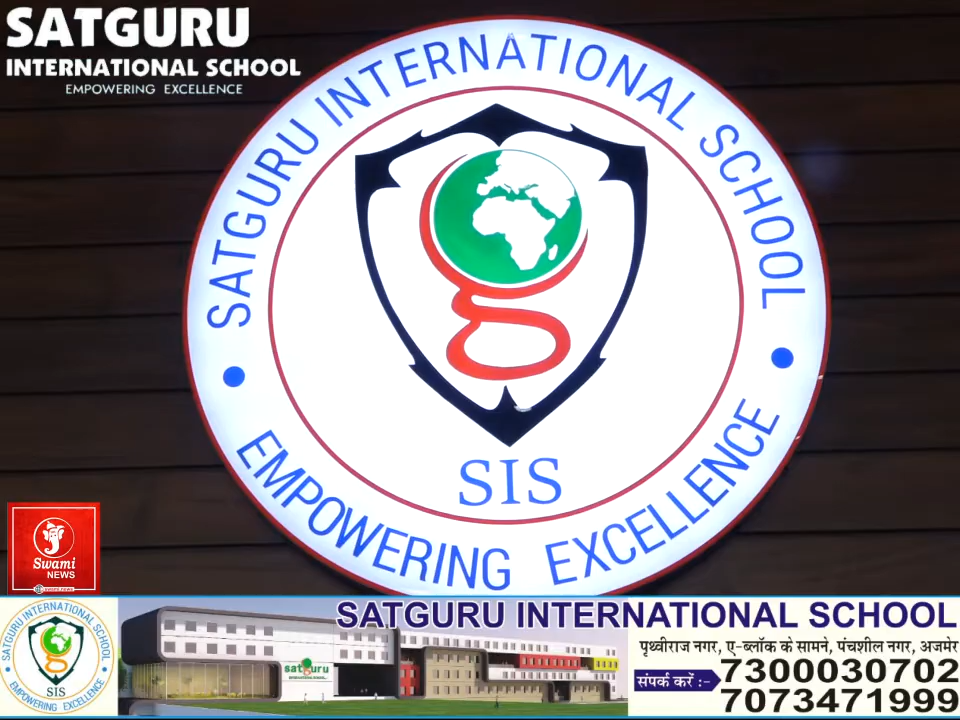 SATGURU
INTERNATIONAL SCHOOL
EMPOWERING EXCELLENCE
SATGURU INTERNATIONAL SCHOOL
EMPOWERING EXCELLENCE
SIS
Swami
NEWS
SATGURU INTERNATIONAL SCHOOL
EMPOWERING EXCELLENCE
SIS
satguru
SATGURU INTERNATIONAL SCHOOL
पृथ्वीराज नगर, ए-ब्लॉक के सामने, पंचशील नगर, अजमेर
संपर्क करें :-
7300030702
7073471999